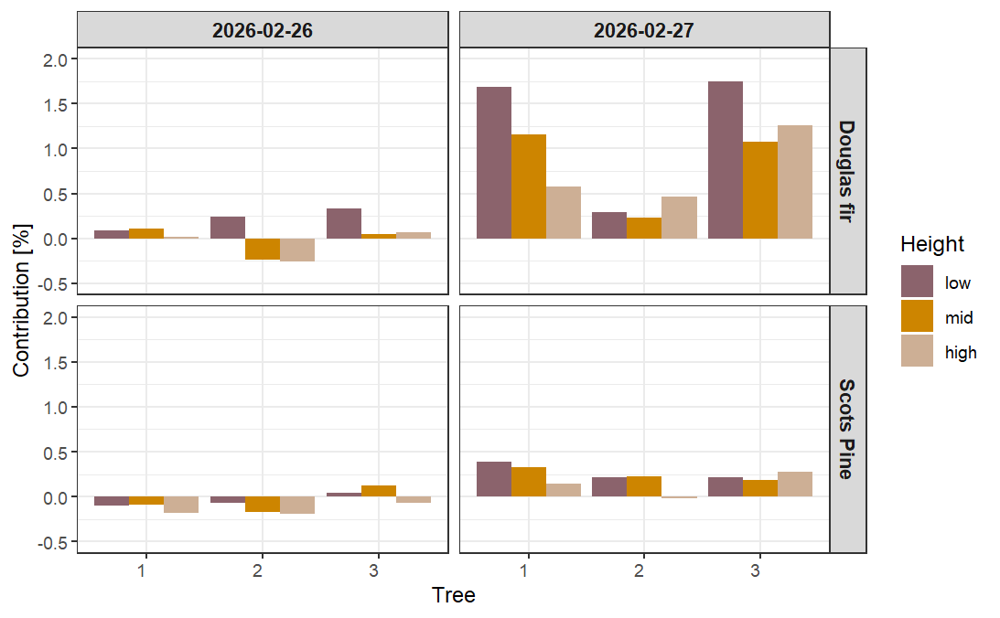 2026-02-26
2026-02-27
2.0
1.5
1.0
0.5
0.0
-0.5
Douglas fir
2.0
1.5
1.0
0.5
0.0
-0.5
Scots Pine
Contribution [%]
1
2
3
1
2
3
Tree
Height
low
mid
high